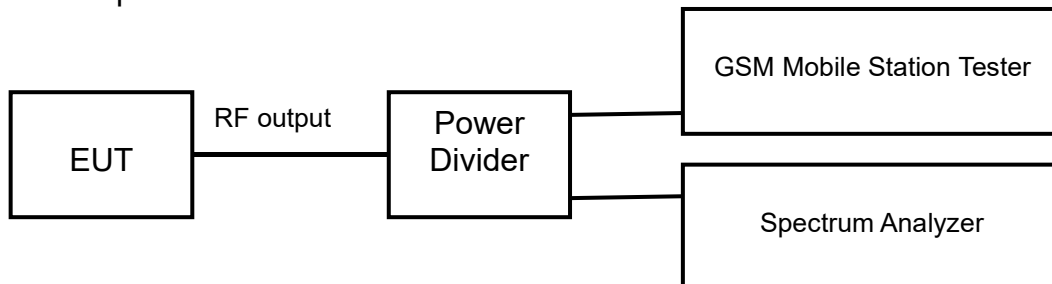 EUT
RF output
Power
Divider
GSM Mobile Station Tester
Spectrum Analyzer